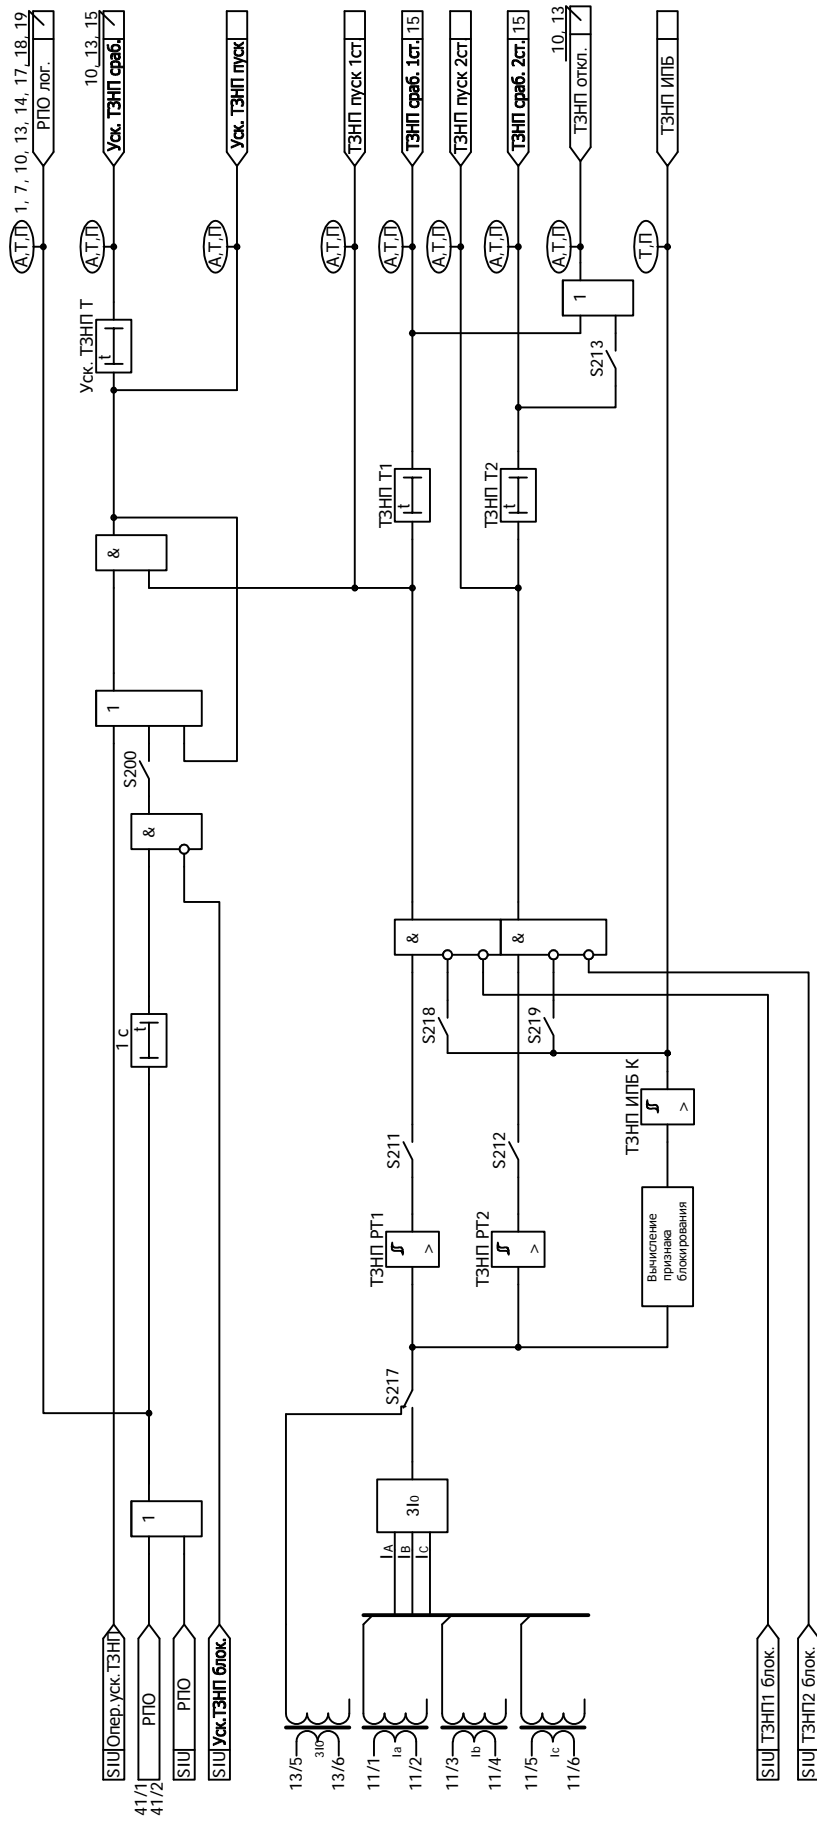 1, 7, 10, 13, 14, 17, 18, 19
РПО лог.
А,Т,П
10, 13, 15
Уск. ТЗНП сраб.
А,Т,П
Уск. ТЗНП пуск
А,Т,П
ТЗНП пуск 1ст
А,Т,П
ТЗНП сраб. 1ст. 15
А,Т,П
ТЗНП пуск 2ст
А,Т,П
ТЗНП сраб. 2ст. 15
А,Т,П
10, 13
ТЗНП откл.
А,Т,П
ТЗНП ИПБ
Т,П
Уск. ТЗНП Т
t
1
S213
ТЗНП Т1
t
ТЗНП Т2
t
&
1
S200
&
1 с
t
&
&
S218
S219
S211
S212
ТЗНП ИПБ К
>
ТЗНП РТ1
>
ТЗНП РТ2
>
Вычисление
признака
блокирования
S217
1
3I0
IA
IB
IC
SIU Опер.уск.ТЗНП
41/1
41/2
РПО
SIU РПО
SIU Уск.ТЗНП блок.
13/5
3I0
13/6
11/1
Ia
11/2
11/3
Ib
11/4
11/5
Ic
11/6
SIU ТЗНП1 блок.
SIU ТЗНП2 блок.